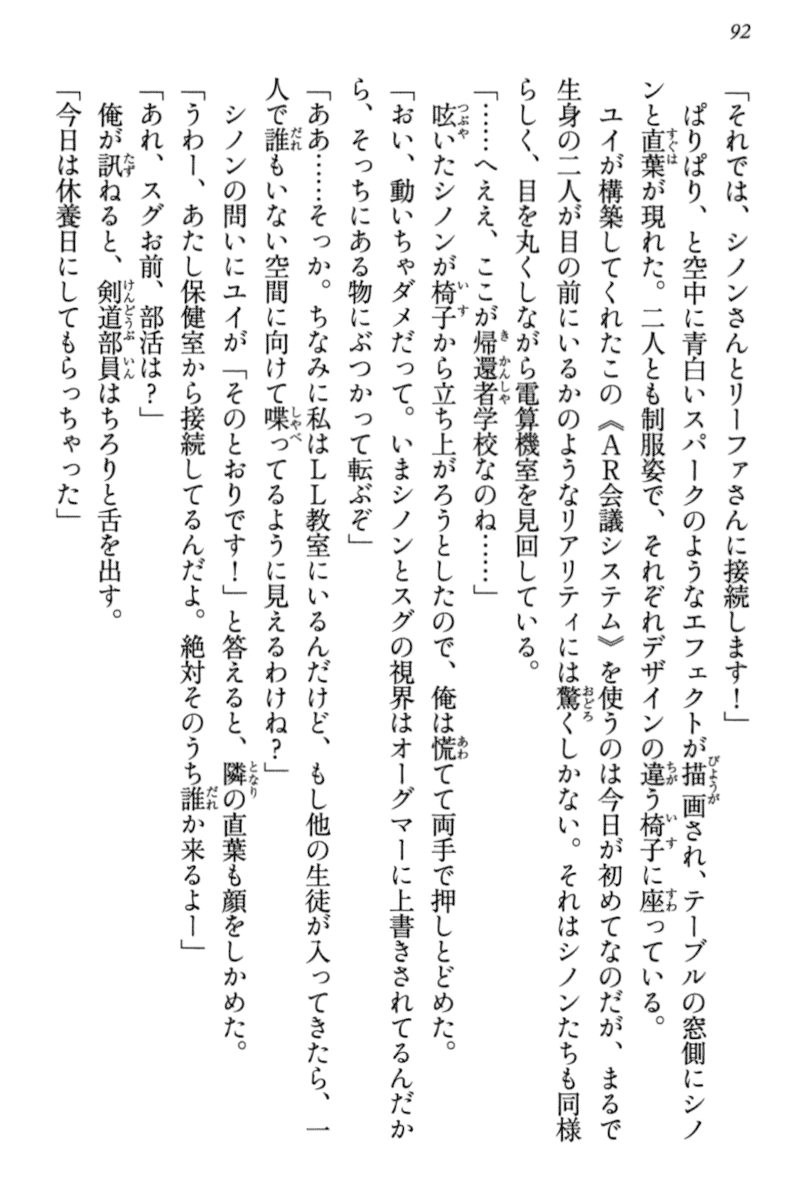 92
「それでは、シノンさんとリーファさんに接続します！」
　ぱりぱり、と空中に青白いスパークのようなエフェクトが描画され、テーブルの窓側にシノ
ンと直葉が現れた。二人とも制服姿で、それぞれデザインの違う椅子に座っている。
　ユイが構築してくれたこの《ＡＲ会議システム》を使うのは今日が初めてなのだが、まるで
生身の二人が目の前にいるかのようなリアリティには驚くしかない。それはシノンたちも同様
らしく、目を丸くしながら電算機室を見回している。
「……へええ、ここが帰還者学校なのね……」
　呟いたシノンが椅子から立ち上がろうとしたので、俺は慌てて両手で押しとどめた。
「おい、動いちゃダメだって。いまシノンとスグの視界はオーグマーに上書きされてるんだか
ら、そっちにある物にぶつかって転ぶぞ」
「ああ……そっか。ちなみに私はＬＬ教室にいるんだけど、もし他の生徒が入ってきたら、一
人で誰もいない空間に向けて喋ってるように見えるわけね？」
　シノンの問いにユイが「そのとおりです！」と答えると、隣の直葉も顔をしかめた。
「うわー、あたし保健室から接続してるんだよ。絶対そのうち誰か来るよー」
「あれ、スグお前、部活は？」
　俺が訊ねると、剣道部員はちろりと舌を出す。
「今日は休養日にしてもらっちゃった」